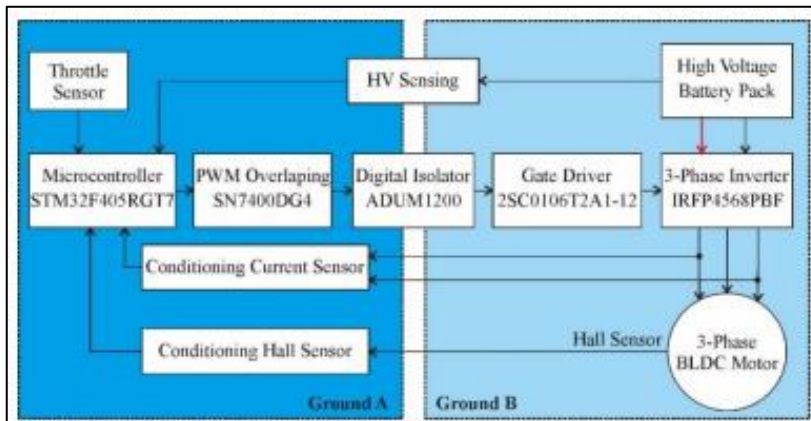 Throttle
Sensor
HV Sensing
High Voltage
Battery Pack
Microcontroller
STM32F405RGT7
PWM Overlaping
SN7400DG4
Digital Isolator
ADUM1200
Gate Driver
2SC0106T2A1-12
3-Phase Inverter
IRFP4568PBF
Conditioning Current Sensor
Conditioning Hall Sensor
Hall Sensor
3-Phase
BLDC Motor
Ground A
Ground B